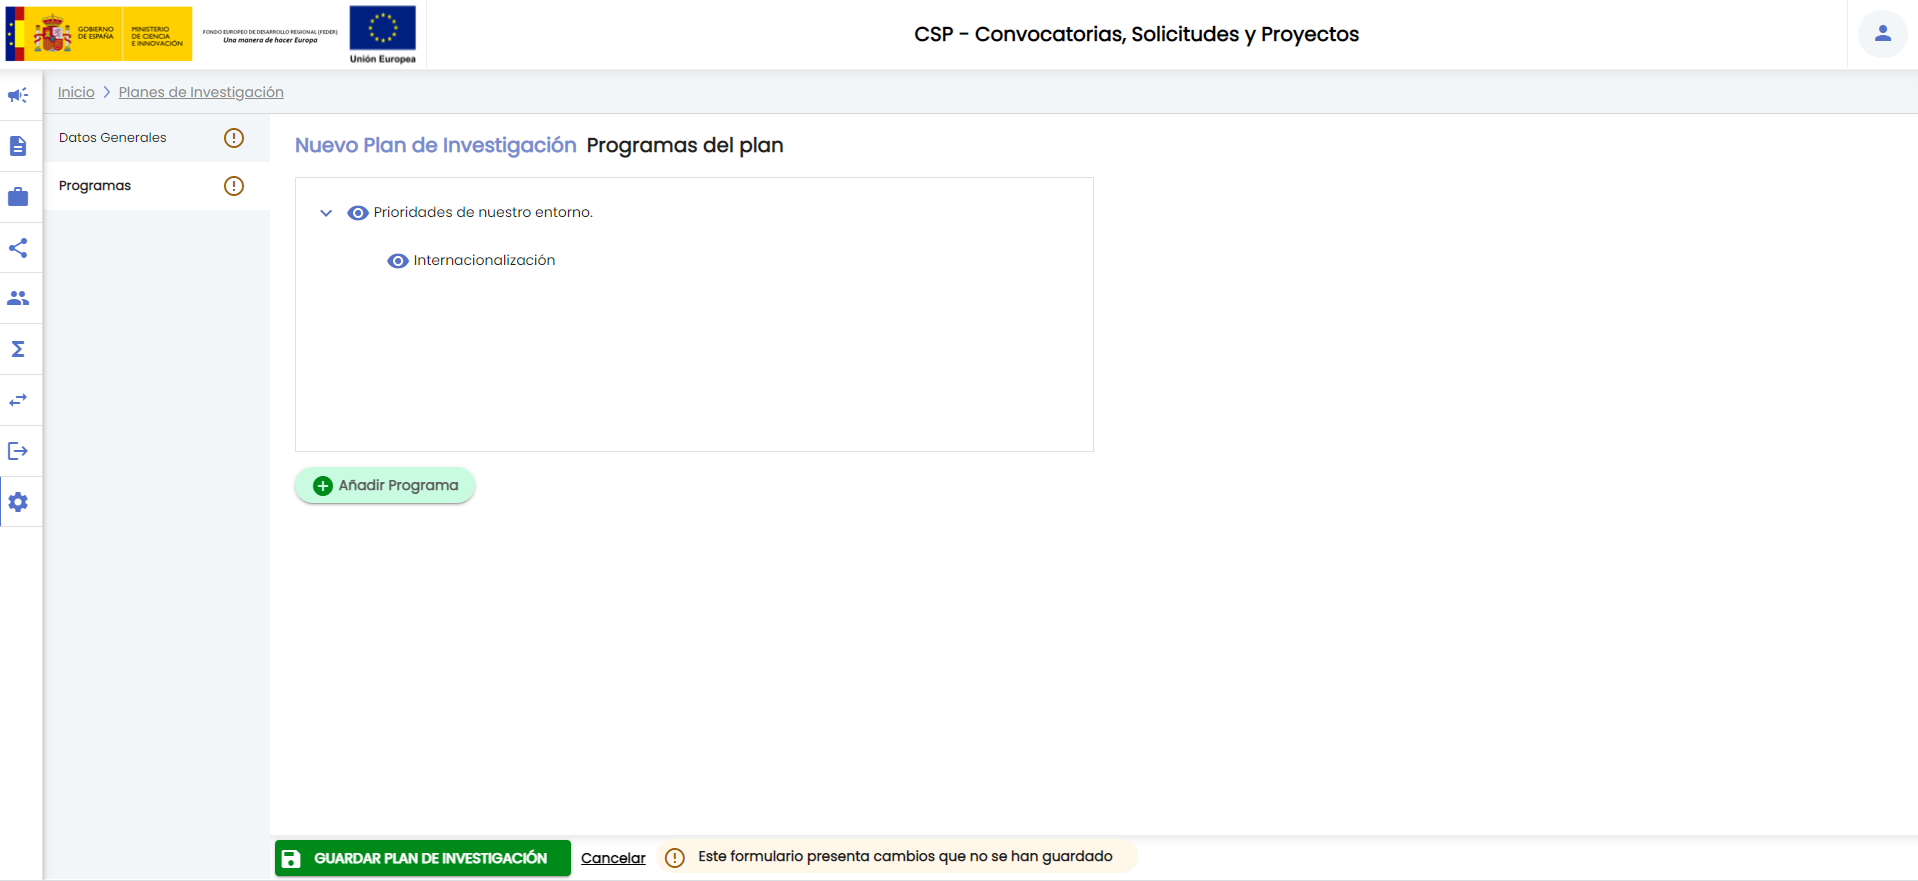 GOBIERNO
DE ESPAÑA
MINISTERIO
DE CIENCIA
E INNOVACIÓN
FONDO EUROPEO DE DESARROLLO REGIONAL (FEDER)
Una manera de hacer Europa
Unión Europea
CSP - Convocatorias, Solicitudes y Proyectos
Inicio > Planes de Investigación
Datos Generales
Programas
Nuevo Plan de Investigación Programas del plan
Prioridades de nuestro entorno.
Internacionalización
Añadir Programa
GUARDAR PLAN DE INVESTIGACIÓN Cancelar Este formulario presenta cambios que no se han guardado